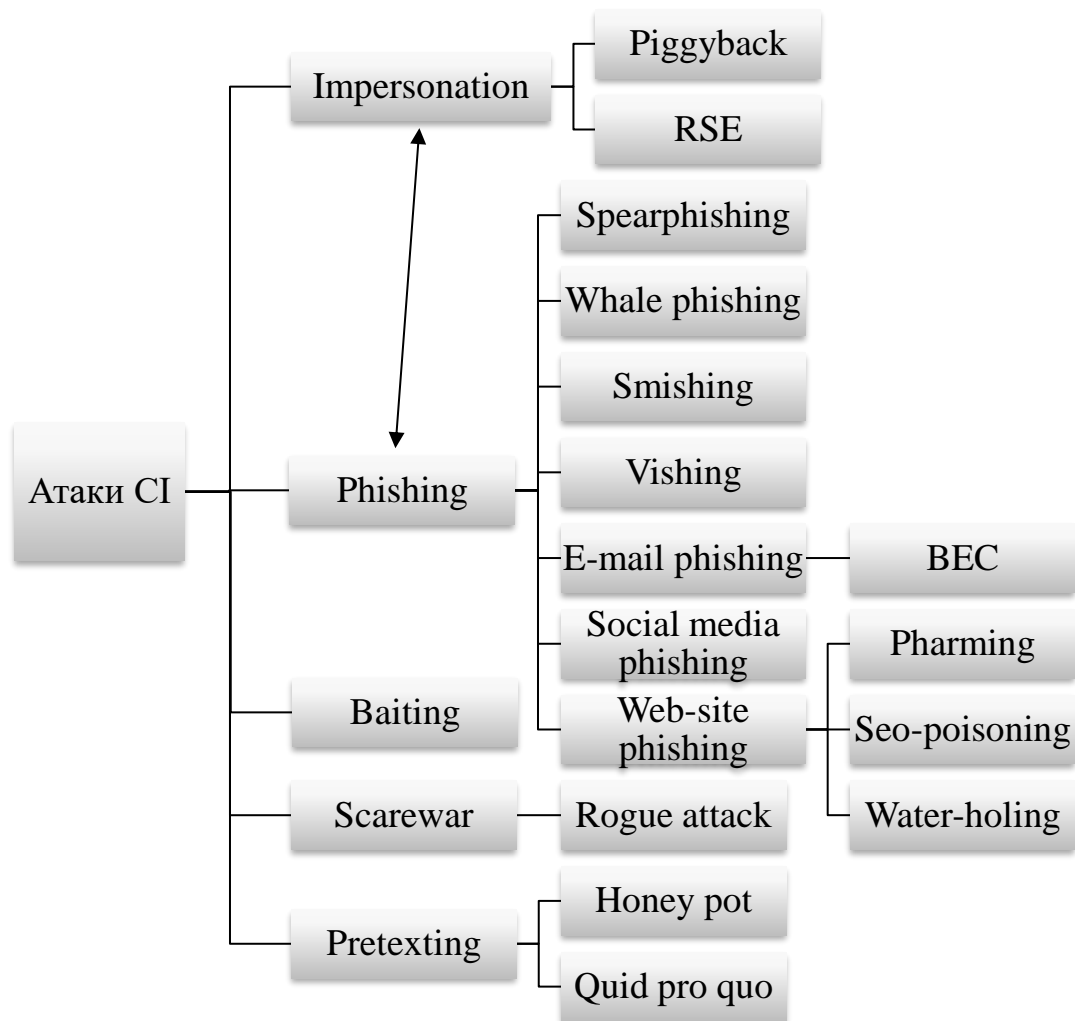 Атаки СІ
Impersonation
Piggyback
RSE
Phishing
Spearphishing
Whale phishing
Smishing
Vishing
E-mail phishing
BEC
Social media
phishing
Web-site
phishing
Pharming
Seo-poisoning
Water-holing
Baiting
Scarewar
Rogue attack
Pretexting
Honey pot
Quid pro quo